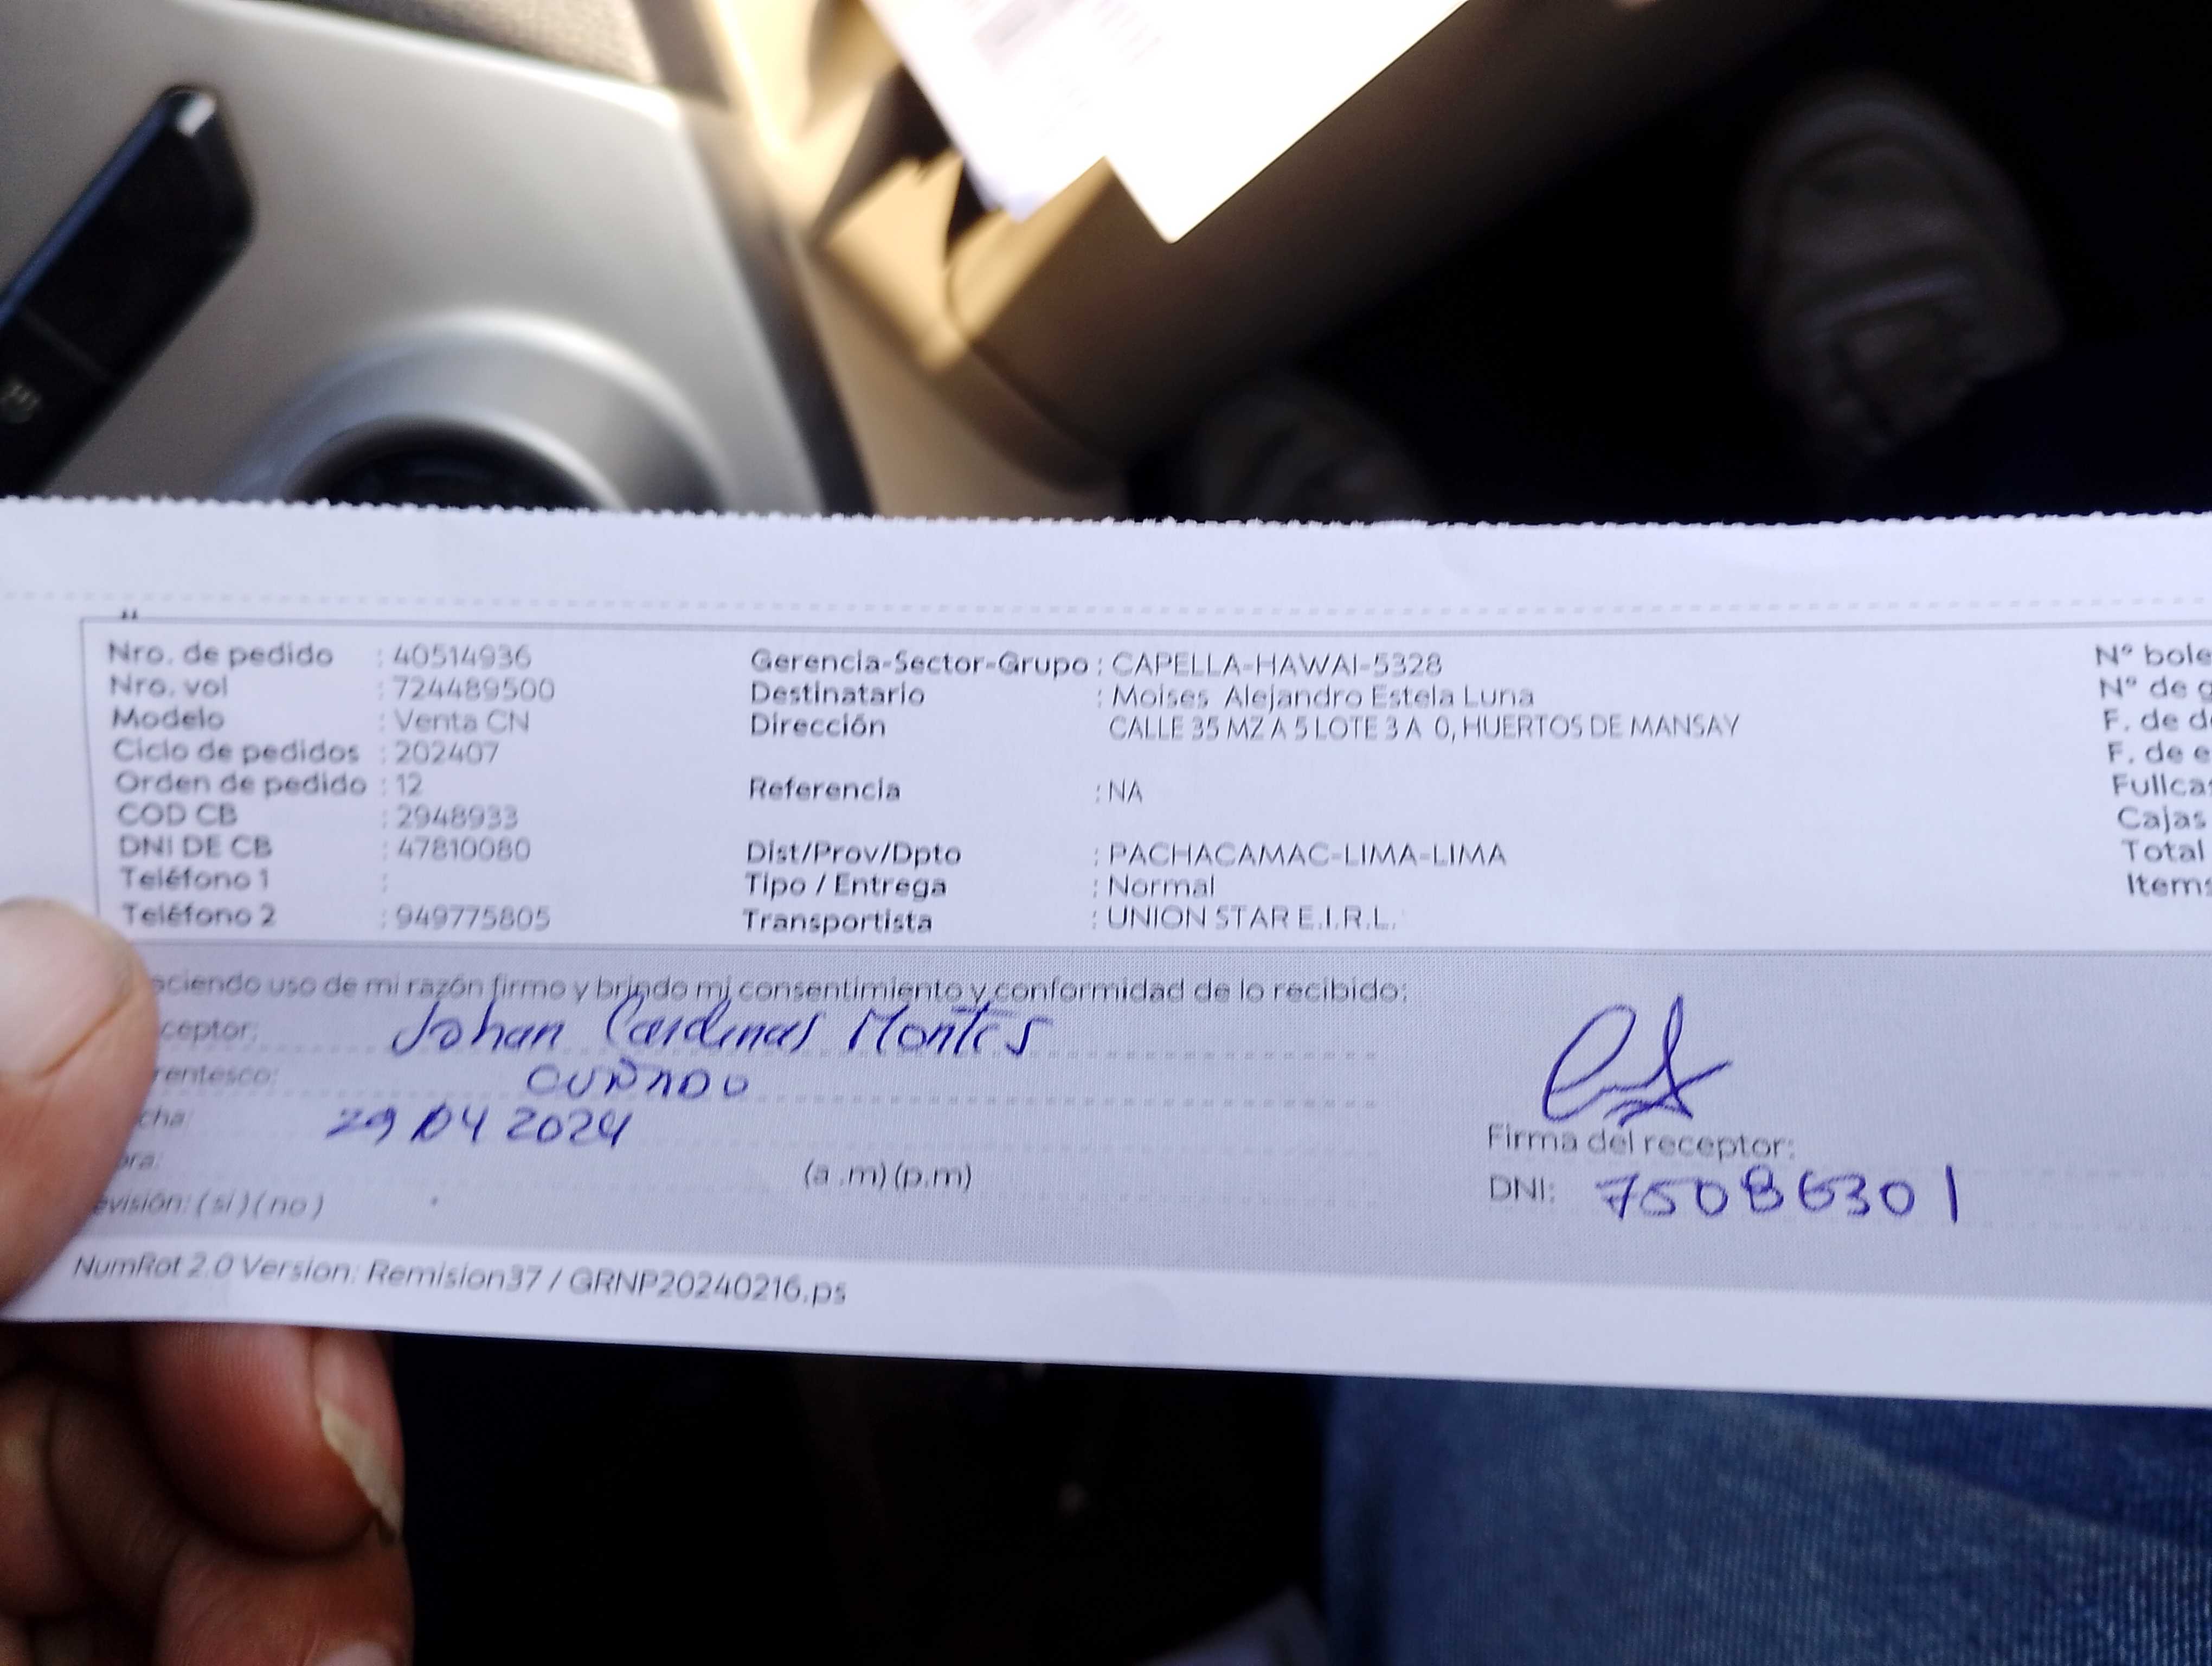 Nro. de pedido : 40514936
Nro. vol : 724489500
Modelo : Venta CN
Ciclo de pedidos : 202407
Orden de pedido : 12
COD CB : 2948933
DNI DE CB : 47810080
Teléfono 1 :
Teléfono 2 : 949775805
Gerencia-Sector-Grupo : CAPELLA-HAWAI-5328
Destinatario : Moises Alejandro Estela Luna
Dirección CALLE 35 MZ A 5 LOTE 3 A 0, HUERTOS DE MANSAY
Referencia : NA
Dist/Prov/Dpto : PACHACAMAC-LIMA-LIMA
Tipo / Entrega : Normal
Transportista : UNION STAR E.I.R.L.
N° bole
N° de g
F. de d
F. de e
Fullca
Cajas
Total
Items
aciendo uso de mi razón firmo y brindo mi consentimiento y conformidad de lo recibido:
ceptor: Johan Cardenas Montes
rentesco: CUÑADO
cha: 29 04 2024
ora: (a .m) (p.m)
evisión: ( si ) ( no )
Firma del receptor:
DNI: 75086301
NumRot 2.0 Version: Remision37 / GRNP20240216.ps